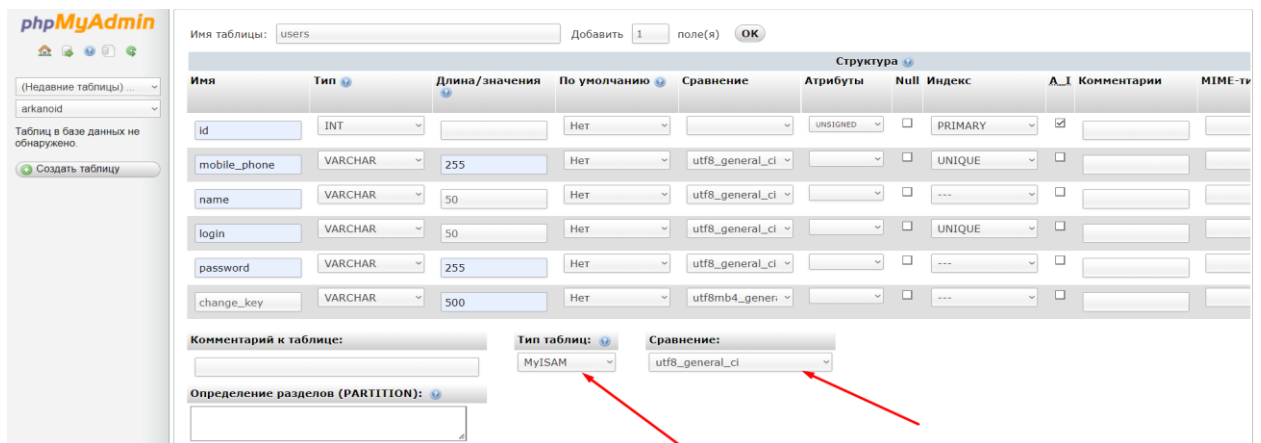 phpMyAdmin
(Недавние таблицы) ...
arkanoid
Таблиц в базе данных не
обнаружено.
Создать таблицу
Имя таблицы: users Добавить 1 поле(я) OK
Структура
Имя Тип Длина/значения По умолчанию Сравнение Атрибуты Null Индекс A_I Комментарии MIME-ти
id INT Нет UNSIGNED PRIMARY
mobile_phone VARCHAR 255 Нет utf8_general_ci UNIQUE
name VARCHAR 50 Нет utf8_general_ci ---
login VARCHAR 50 Нет utf8_general_ci UNIQUE
password VARCHAR 255 Нет utf8_general_ci ---
change_key VARCHAR 500 Нет utf8mb4_genera ---
Комментарий к таблице: Тип таблиц: Сравнение:
MyISAM utf8_general_ci
Определение разделов (PARTITION):